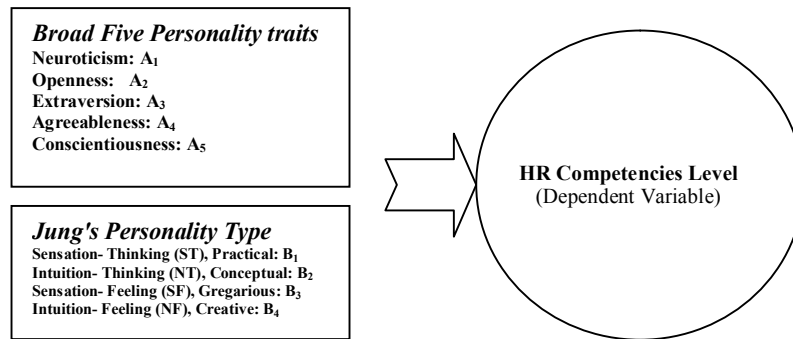 Broad Five Personality traits
Neuroticism: A₁
Openness: A₂
Extraversion: A₃
Agreeableness: A₄
Conscientiousness: A₅
Jung's Personality Type
Sensation- Thinking (ST), Practical: B₁
Intuition- Thinking (NT), Conceptual: B₂
Sensation- Feeling (SF), Gregarious: B₃
Intuition- Feeling (NF), Creative: B₄
HR Competencies Level
(Dependent Variable)